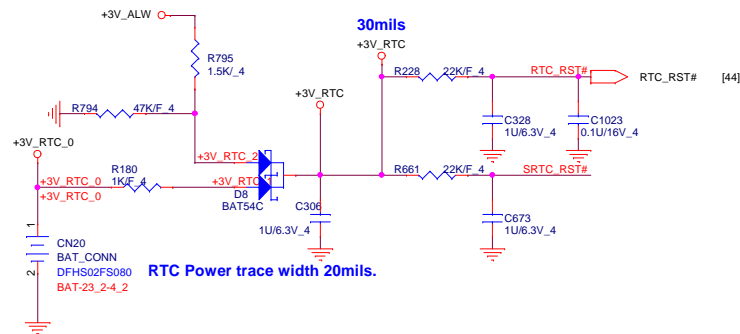 30mils
+3V_ALW
+3V_RTC
R795
1.5K/_4
R228
22K/F_4
RTC_RST#
RTC_RST#
[44]
+3V_RTC
R794
47K/F_4
C328
1U/6.3V_4
C1023
0.1U/16V_4
+3V_RTC_0
+3V_RTC_2
R180
1K/F_4
+3V_RTC_0
+3V_RTC_0
+3V_RTC_1
D8
BAT54C
R661
22K/F_4
SRTC_RST#
C306
1U/6.3V_4
C673
1U/6.3V_4
1
CN20
BAT_CONN
DFHS02FS080
BAT-23_2-4_2
2
RTC Power trace width 20mils.